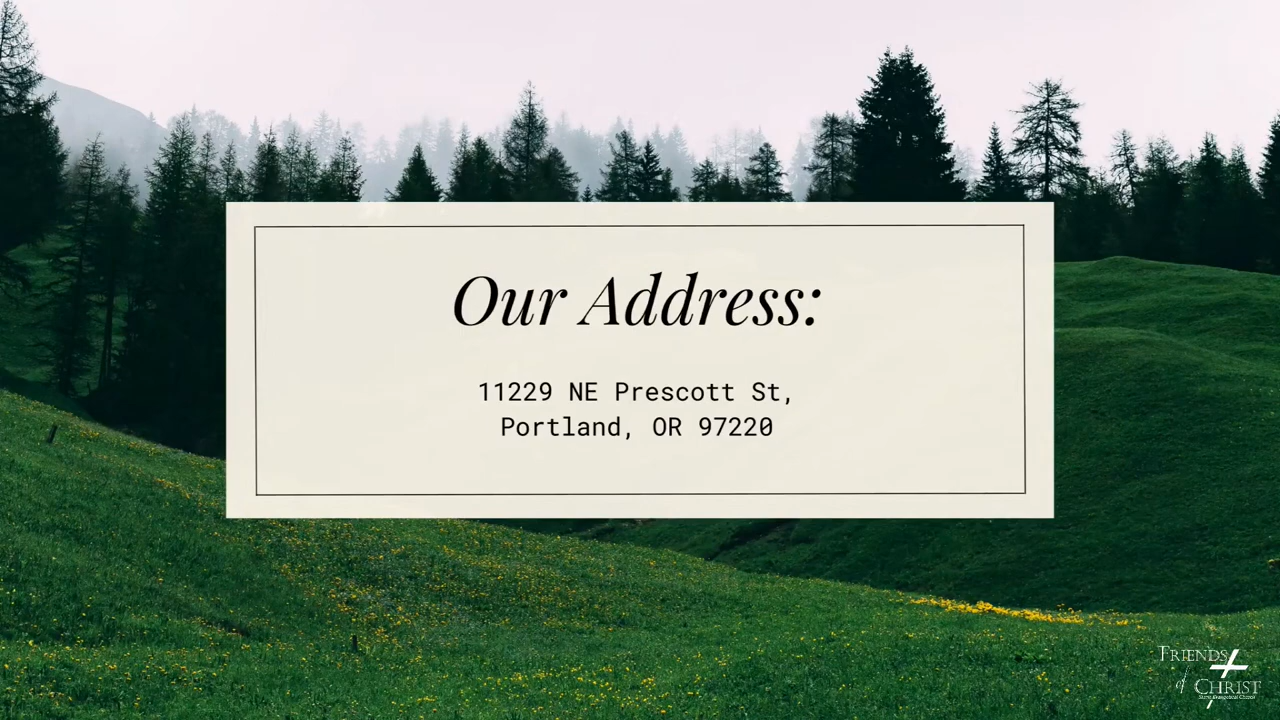 Our Address:
11229 NE Prescott St,
Portland, OR 97220
FRIENDS
of CHRIST